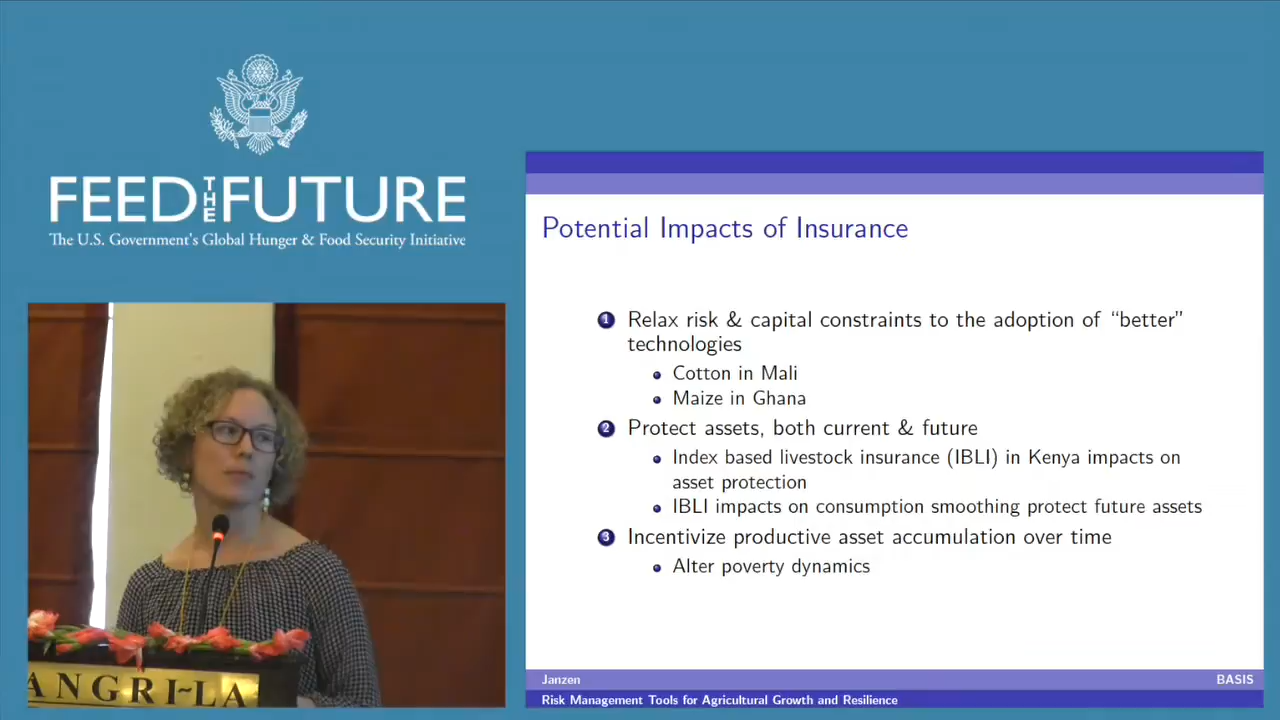 FEED THE FUTURE
The U.S. Government's Global Hunger & Food Security Initiative
Potential Impacts of Insurance
1 Relax risk & capital constraints to the adoption of “better”
technologies
Cotton in Mali
Maize in Ghana
2 Protect assets, both current & future
Index based livestock insurance (IBLI) in Kenya impacts on
asset protection
IBLI impacts on consumption smoothing protect future assets
3 Incentivize productive asset accumulation over time
Alter poverty dynamics
Janzen BASIS
Risk Management Tools for Agricultural Growth and Resilience
ANGRI~LA